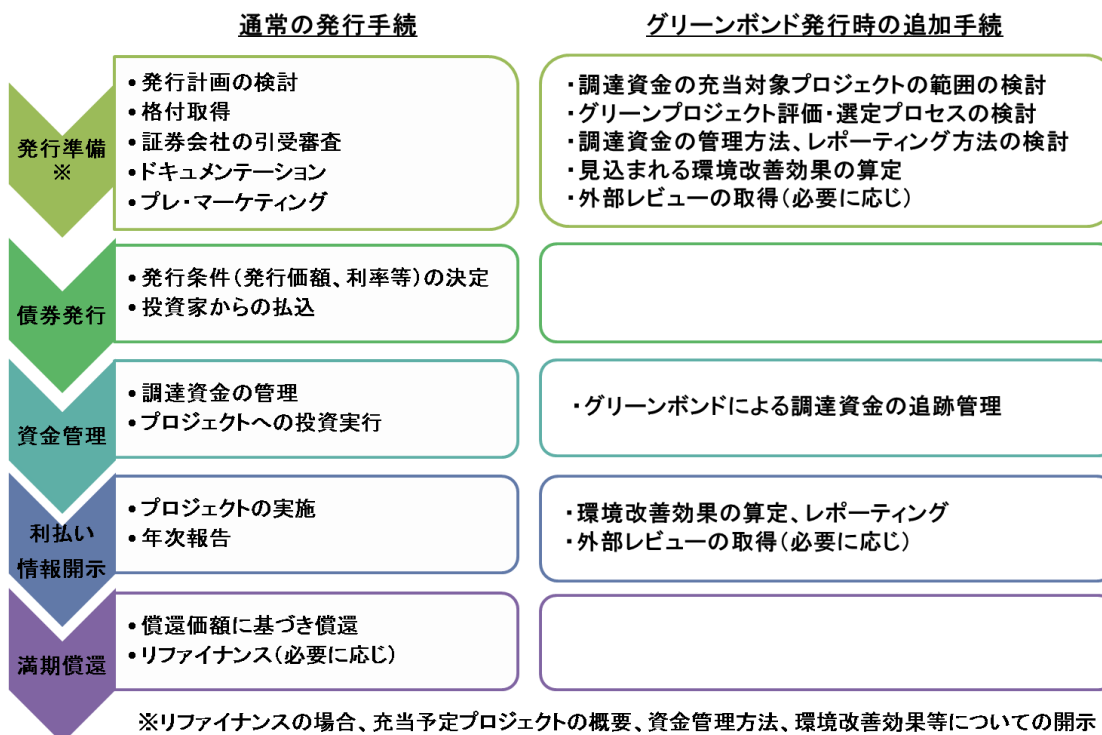 通常の発行手続
グリーンボンド発行時の追加手続
発行準備
※
•発行計画の検討
•格付取得
•証券会社の引受審査
•ドキュメンテーション
•プレ・マーケティング
・調達資金の充当対象プロジェクトの範囲の検討
・グリーンプロジェクト評価・選定プロセスの検討
・調達資金の管理方法、レポーティング方法の検討
・見込まれる環境改善効果の算定
・外部レビューの取得(必要に応じ)
債券発行
•発行条件(発行価額、利率等)の決定
•投資家からの払込
資金管理
•調達資金の管理
•プロジェクトへの投資実行
・グリーンボンドによる調達資金の追跡管理
利払い
情報開示
•プロジェクトの実施
•年次報告
・環境改善効果の算定、レポーティング
・外部レビューの取得(必要に応じ)
満期償還
•償還価額に基づき償還
•リファイナンス(必要に応じ)
※リファイナンスの場合、充当予定プロジェクトの概要、資金管理方法、環境改善効果等についての開示